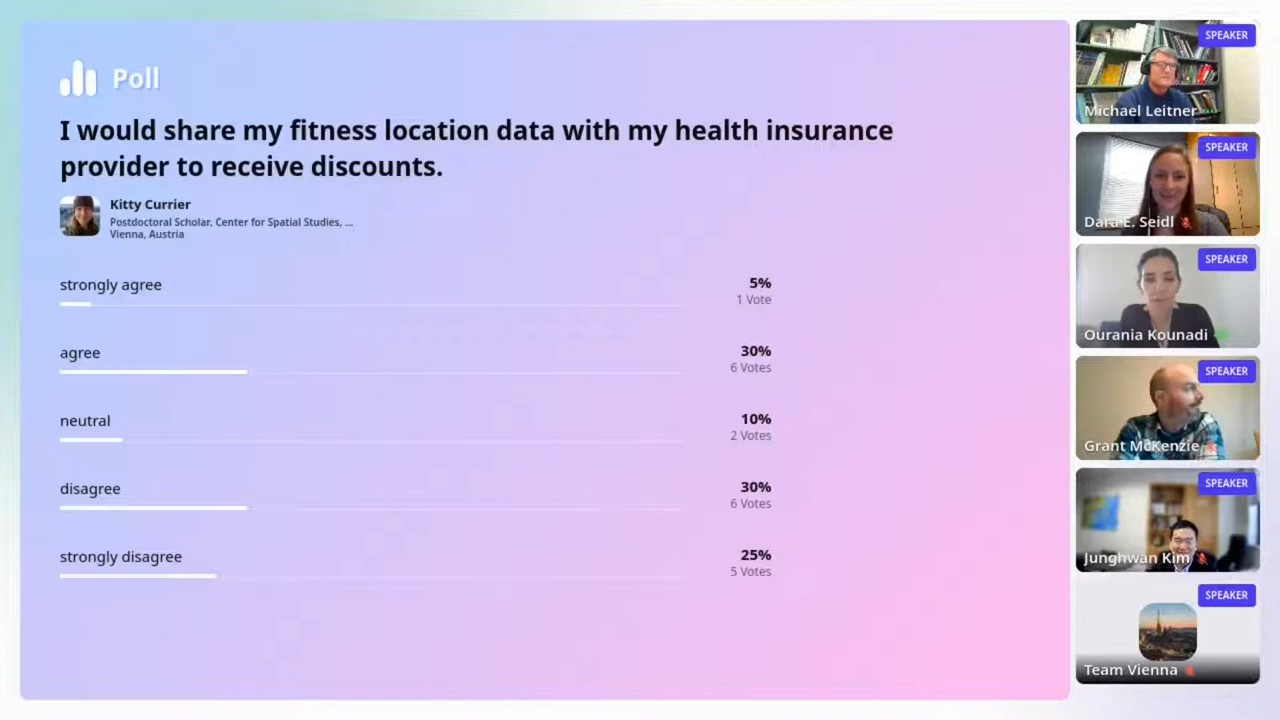 Poll
I would share my fitness location data with my health insurance
provider to receive discounts.
Kitty Currier
Postdoctoral Scholar, Center for Spatial Studies, ...
Vienna, Austria
strongly agree
5%
1 Vote
agree
30%
6 Votes
neutral
10%
2 Votes
disagree
30%
6 Votes
strongly disagree
25%
5 Votes
SPEAKER
Michael Leitner
SPEAKER
Dara E. Seidl
SPEAKER
Ourania Kounadi
SPEAKER
Grant McKenzie
SPEAKER
Junghwan Kim
SPEAKER
Team Vienna